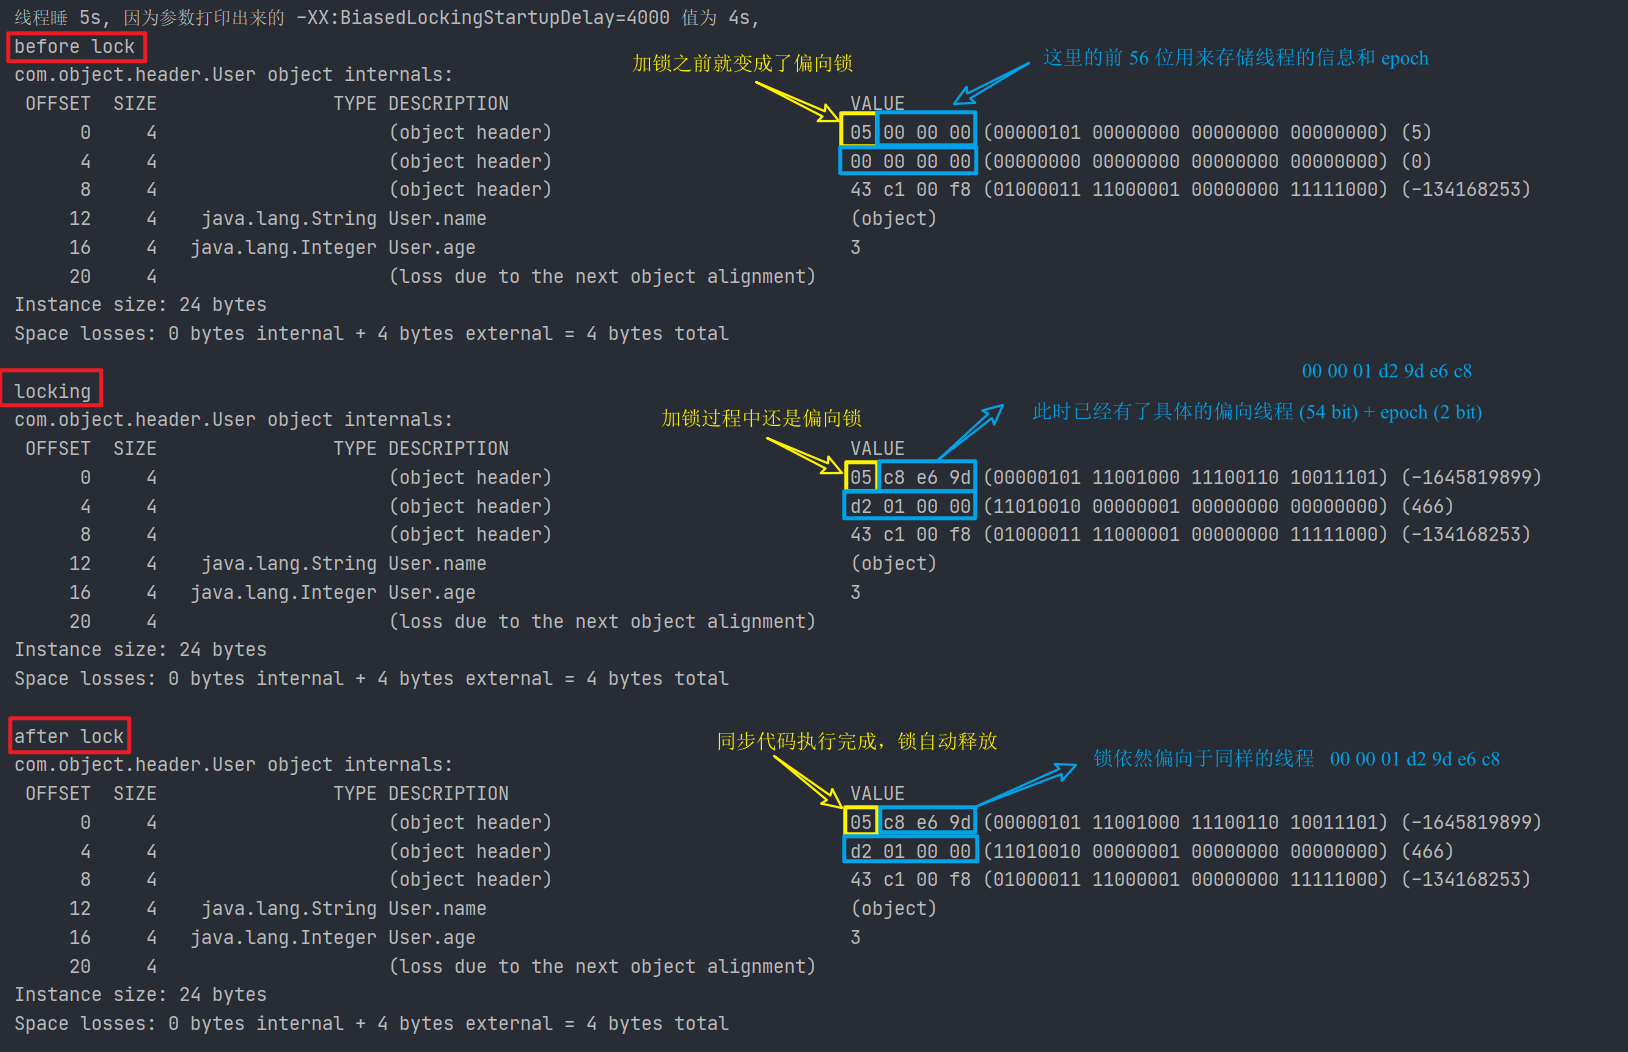 线程睡 5s, 因为参数打印出来的 -XX:BiasedLockingStartupDelay=4000 值为 4s,
before lock
加锁之前就变成了偏向锁
这里的前 56 位用来存储线程的信息和 epoch
com.object.header.User object internals:
OFFSET SIZE TYPE DESCRIPTION VALUE
0 4 (object header) 05 00 00 00 (00000101 00000000 00000000 00000000) (5)
4 4 (object header) 00 00 00 00 (00000000 00000000 00000000 00000000) (0)
8 4 (object header) 43 c1 00 f8 (01000011 11000001 00000000 11111000) (-134168253)
12 4 java.lang.String User.name (object)
16 4 java.lang.Integer User.age 3
20 4 (loss due to the next object alignment)
Instance size: 24 bytes
Space losses: 0 bytes internal + 4 bytes external = 4 bytes total
00 00 01 d2 9d e6 c8
locking
加锁过程中还是偏向锁
此时已经有了具体的偏向线程 (54 bit) + epoch (2 bit)
com.object.header.User object internals:
OFFSET SIZE TYPE DESCRIPTION VALUE
0 4 (object header) 05 c8 e6 9d (00000101 11001000 11100110 10011101) (-1645819899)
4 4 (object header) d2 01 00 00 (11010010 00000001 00000000 00000000) (466)
8 4 (object header) 43 c1 00 f8 (01000011 11000001 00000000 11111000) (-134168253)
12 4 java.lang.String User.name (object)
16 4 java.lang.Integer User.age 3
20 4 (loss due to the next object alignment)
Instance size: 24 bytes
Space losses: 0 bytes internal + 4 bytes external = 4 bytes total
after lock
同步代码执行完成，锁自动释放
锁依然偏向于同样的线程 00 00 01 d2 9d e6 c8
com.object.header.User object internals:
OFFSET SIZE TYPE DESCRIPTION VALUE
0 4 (object header) 05 c8 e6 9d (00000101 11001000 11100110 10011101) (-1645819899)
4 4 (object header) d2 01 00 00 (11010010 00000001 00000000 00000000) (466)
8 4 (object header) 43 c1 00 f8 (01000011 11000001 00000000 11111000) (-134168253)
12 4 java.lang.String User.name (object)
16 4 java.lang.Integer User.age 3
20 4 (loss due to the next object alignment)
Instance size: 24 bytes
Space losses: 0 bytes internal + 4 bytes external = 4 bytes total